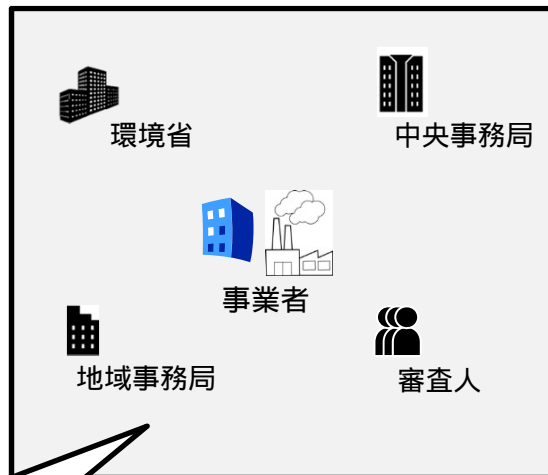 環境省
中央事務局
事業者
地域事務局
審査人